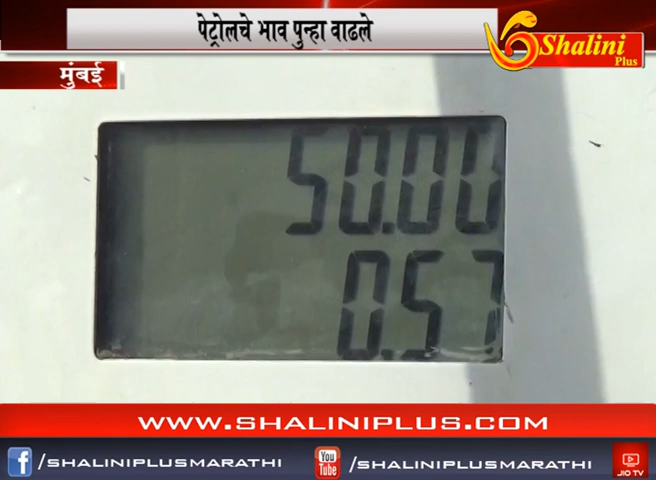 पेट्रोलचे भाव पुन्हा वाढले
Shalini
Plus
मुंबई
50.00
0.57
WWW.SHALINIPLUS.COM
/SHALINIPLUSMARATHI
You
Tube
/SHALINIPLUSMARATHI
JIO TV